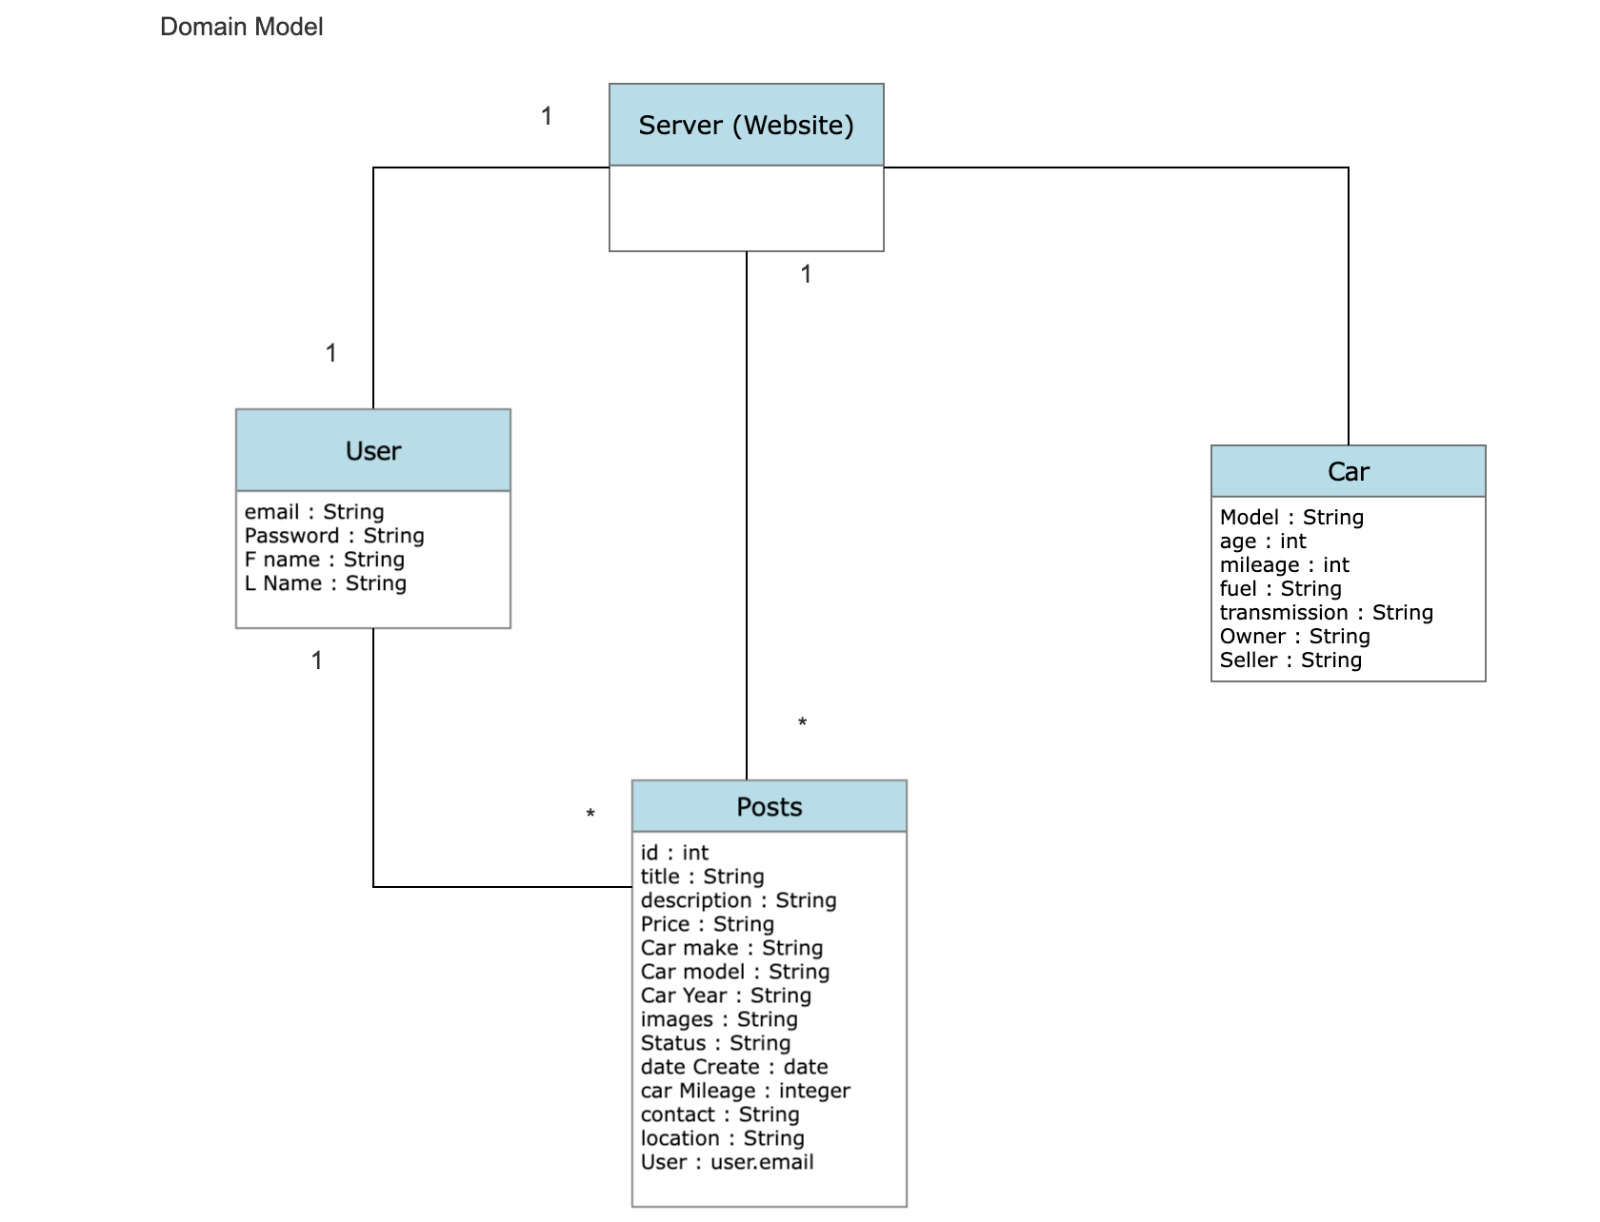 Domain Model
1
Server (Website)
1
1
User
email : String
Password : String
F name : String
L Name : String
1
Car
Model : String
age : int
mileage : int
fuel : String
transmission : String
Owner : String
Seller : String
*
*
Posts
id : int
title : String
description : String
Price : String
Car make : String
Car model : String
Car Year : String
images : String
Status : String
date Create : date
car Mileage : integer
contact : String
location : String
User : user.email